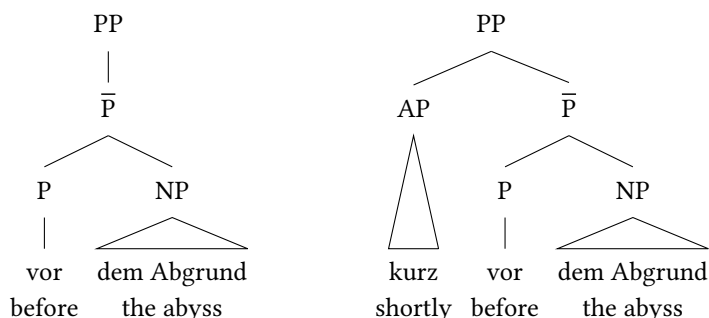 PP PP
P̅ AP P̅
P NP P NP
vor dem Abgrund kurz vor dem Abgrund
before the abyss shortly before the abyss